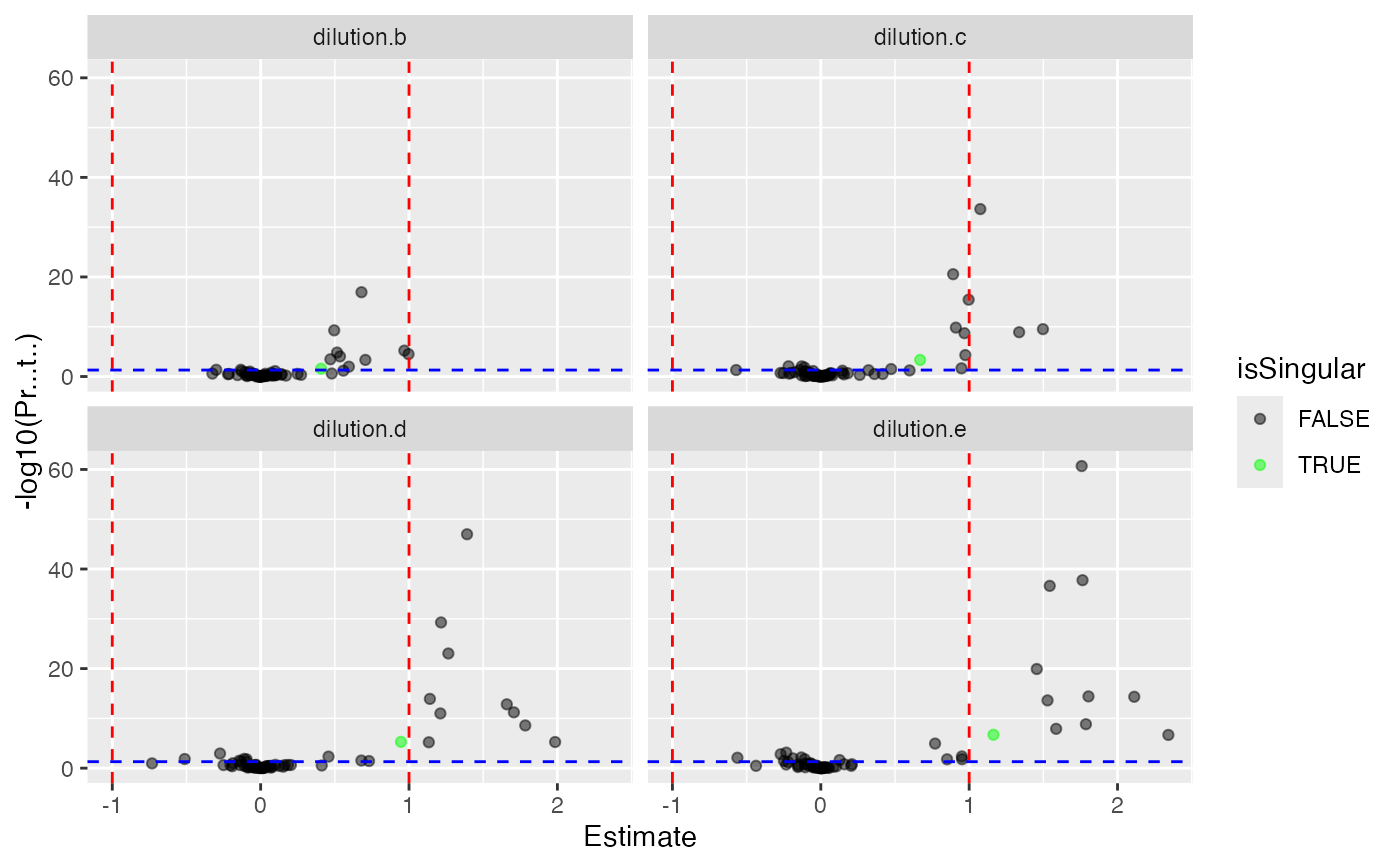 dilution.b
dilution.c
60
40
20
0
dilution.d
dilution.e
60
40
20
0
-1
0
1
2
-1
0
1
2
Estimate
-log10(Pr...t..)
isSingular
FALSE
TRUE